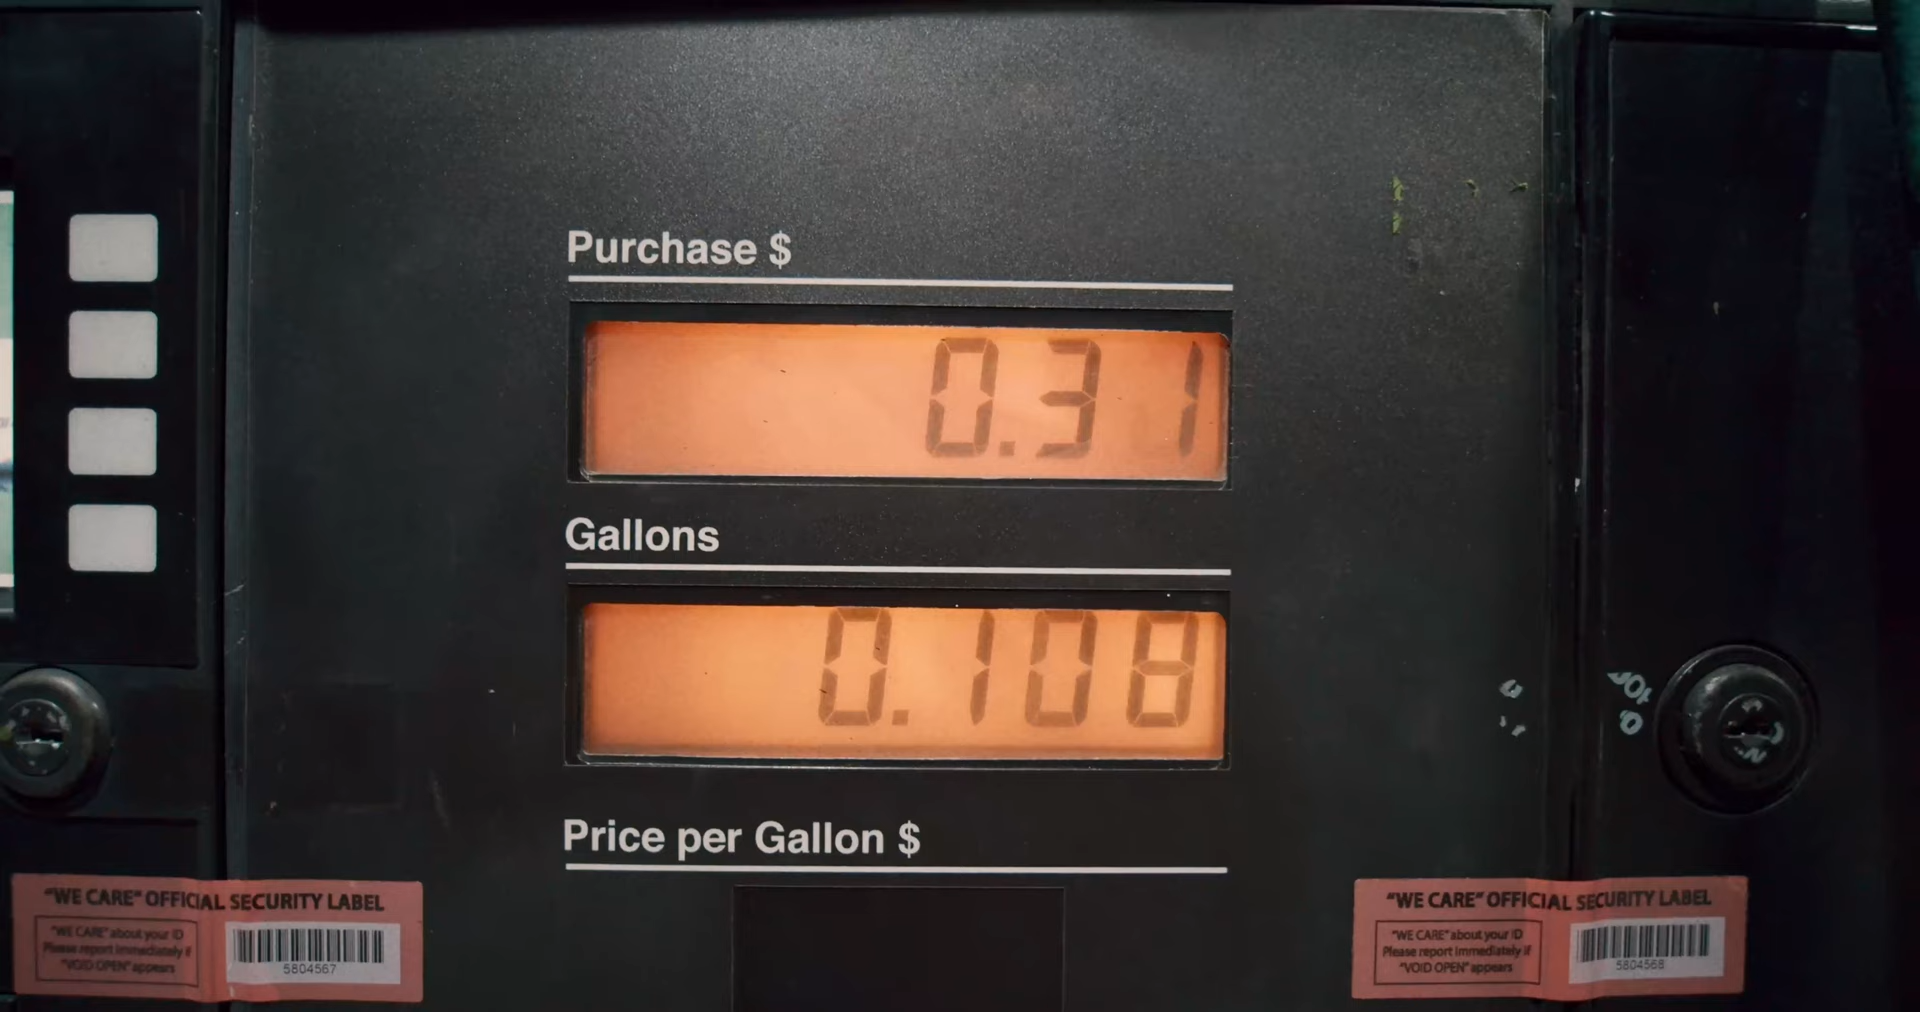 Purchase $
0.31
Gallons
0.108
Price per Gallon $
"WE CARE" OFFICIAL SECURITY LABEL
"WE CARE" about your ID
Please report immediately if
"VOID OPEN" appears
5804567
"WE CARE" OFFICIAL SECURITY LABEL
"WE CARE" about your ID
Please report immediately if
"VOID OPEN" appears
5804568